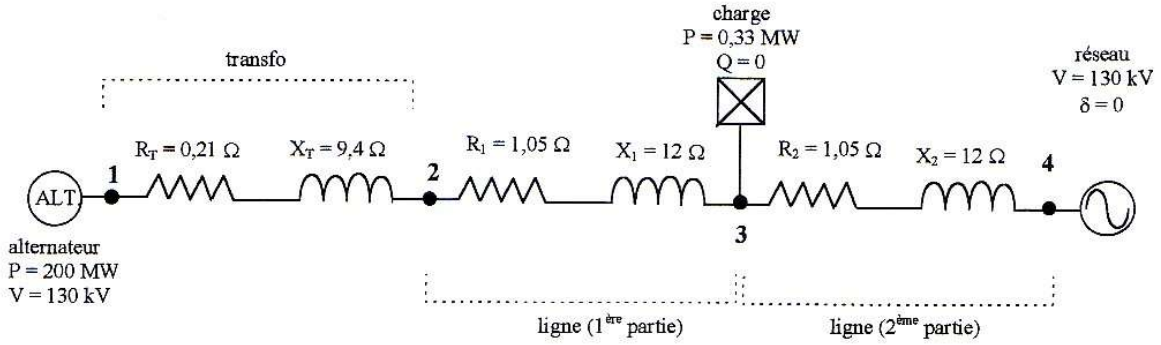 charge
P = 0,33 MW
Q = 0
transfo
réseau
V = 130 kV
δ = 0
R_T = 0,21 Ω
X_T = 9,4 Ω
R_1 = 1,05 Ω
X_1 = 12 Ω
R_2 = 1,05 Ω
X_2 = 12 Ω
1
2
3
4
ALT
alternateur
P = 200 MW
V = 130 kV
ligne (1ère partie)
ligne (2ème partie)